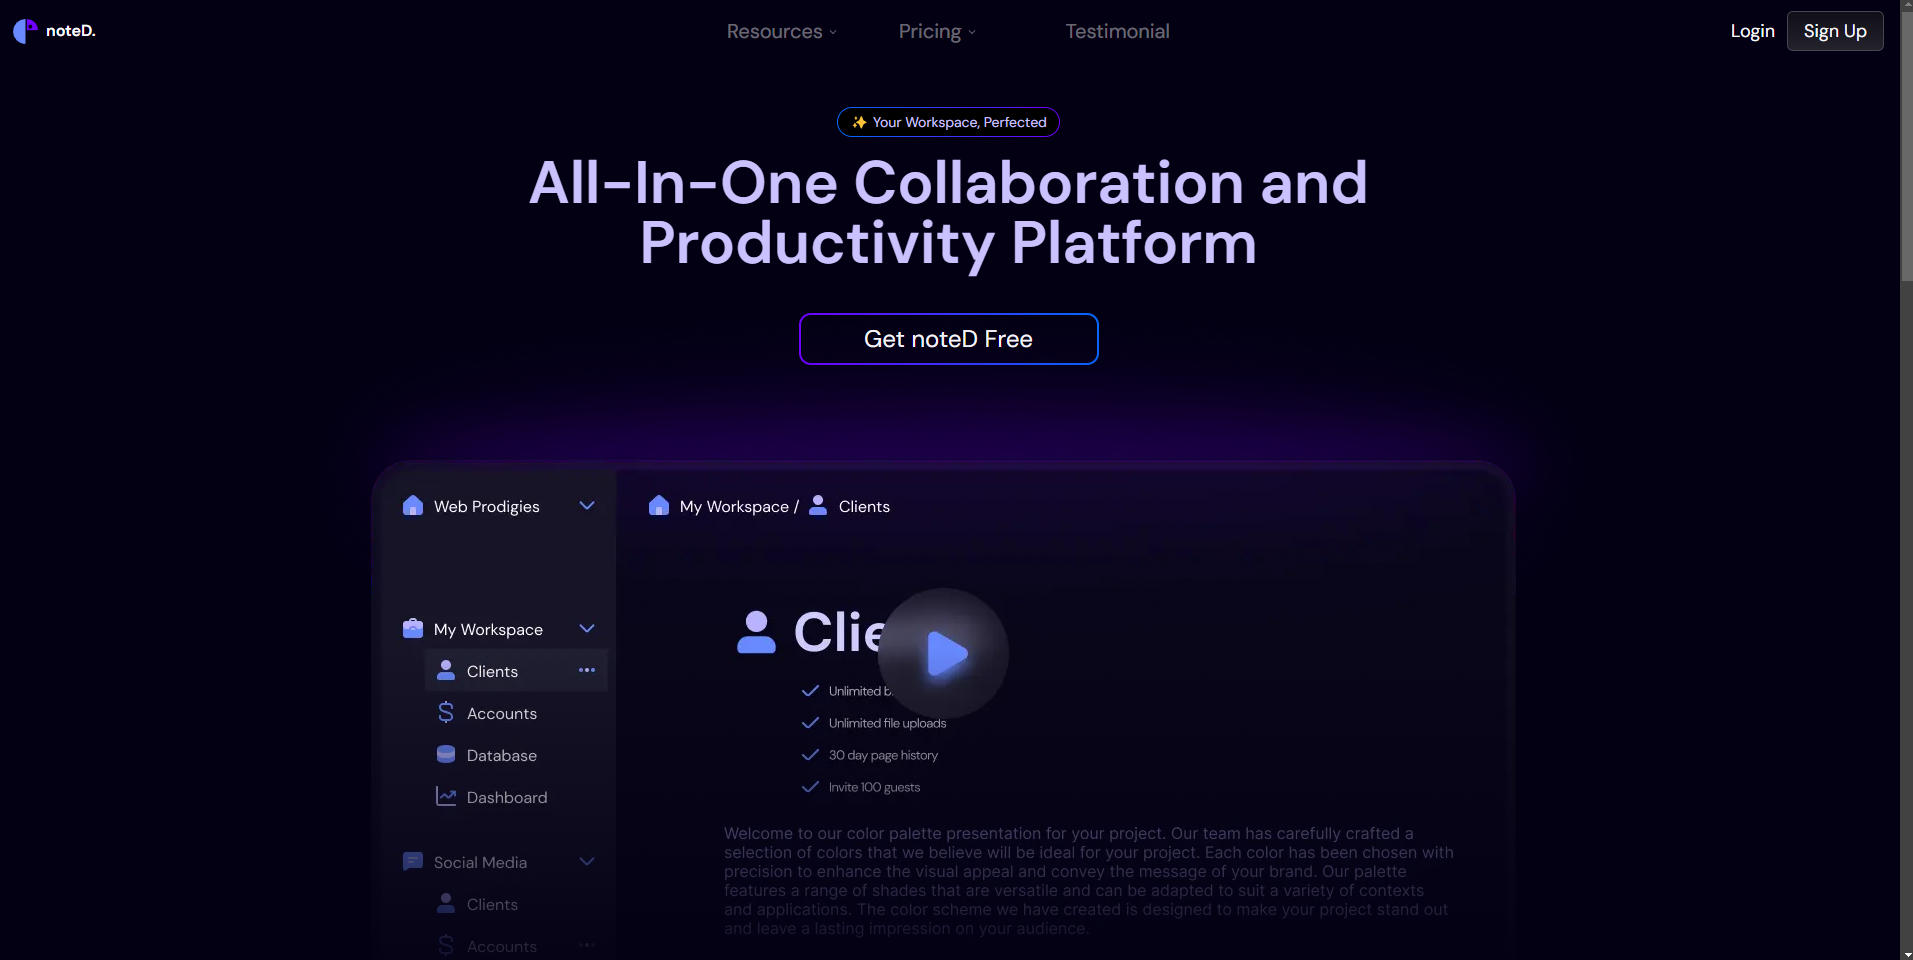 noteD.
Resources
Pricing
Testimonial
Login
Sign Up
✨ Your Workspace, Perfected
All-In-One Collaboration and
Productivity Platform
Get noteD Free
Web Prodigies
My Workspace / Clients
My Workspace
Clients
Accounts
Database
Dashboard
Social Media
Clients
Accounts
Clie
Unlimited b
Unlimited file uploads
30 day page history
Invite 100 guests
Welcome to our color palette presentation for your project. Our team has carefully crafted a
selection of colors that we believe will be ideal for your project. Each color has been chosen with
precision to enhance the visual appeal and convey the message of your brand. Our palette
features a range of shades that are versatile and can be adapted to suit a variety of contexts
and applications. The color scheme we have created is designed to make your project stand out
and leave a lasting impression on your audience.